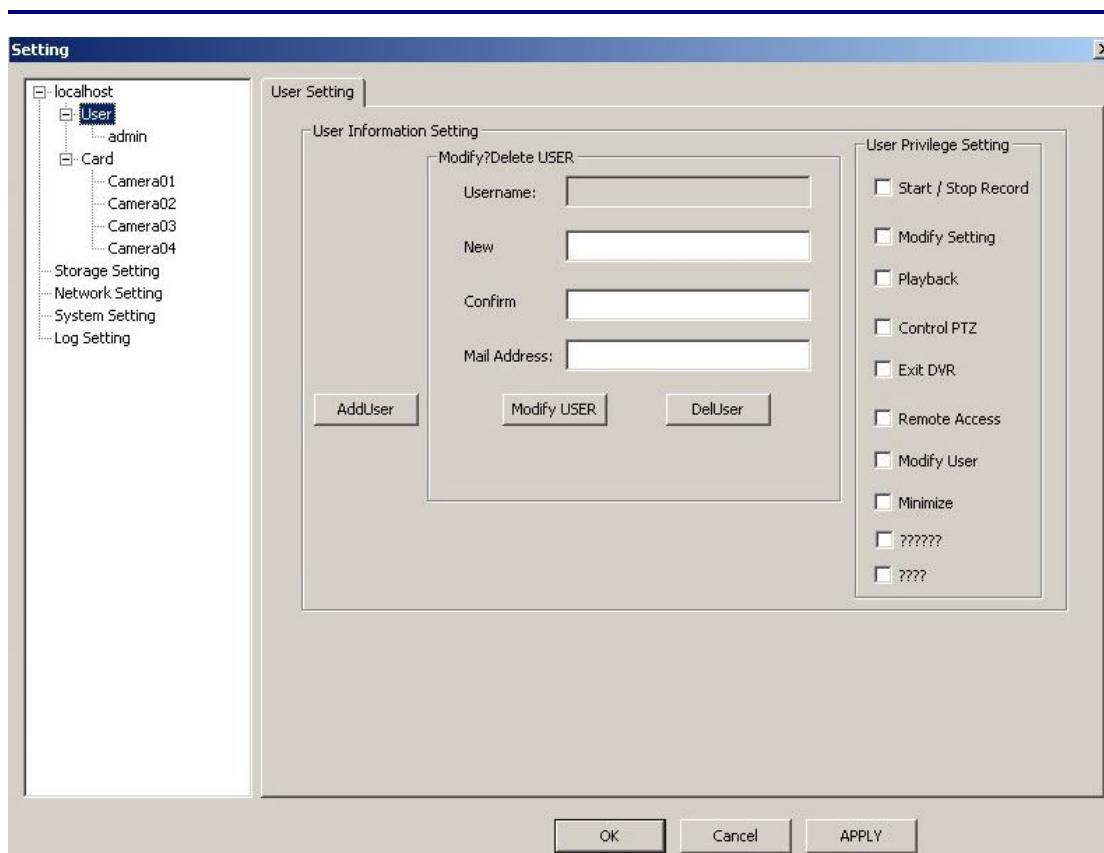 Setting
localhost
User
admin
Card
Camera01
Camera02
Camera03
Camera04
Storage Setting
Network Setting
System Setting
Log Setting
User Setting
User Information Setting
Modify?Delete USER
Username:
New
Confirm
Mail Address:
AddUser
Modify USER
DelUser
User Privilege Setting
Start / Stop Record
Modify Setting
Playback
Control PTZ
Exit DVR
Remote Access
Modify User
Minimize
??????
????
OK
Cancel
APPLY